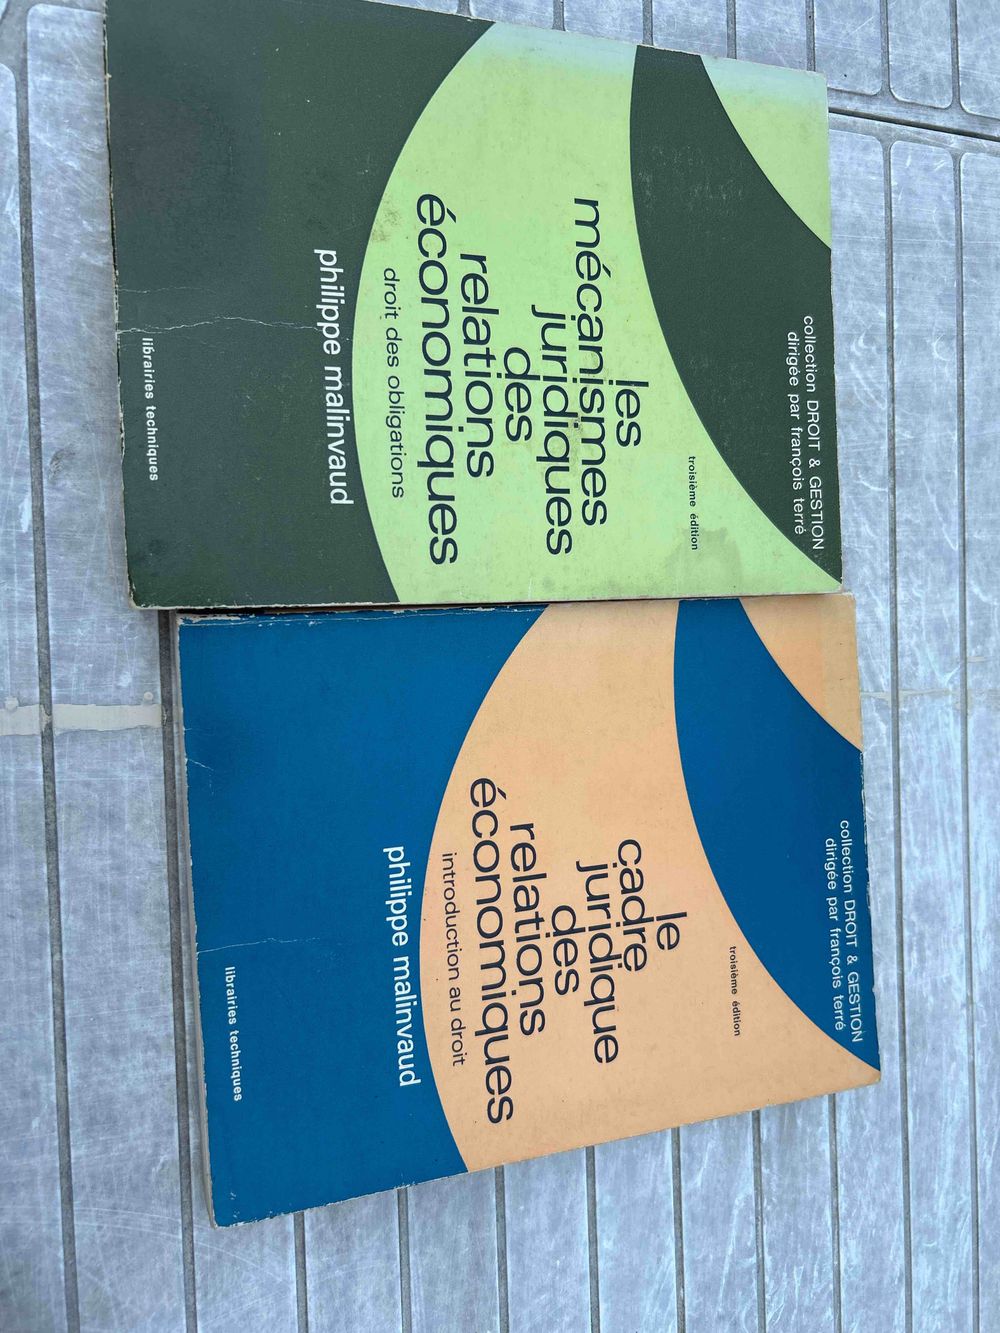 collection DROIT & GESTION
dirigée par françois terré
troisième édition
les
mécanismes
juridiques
des
relations
économiques
droit des obligations
philippe malinvaud
librairies techniques
collection DROIT & GESTION
dirigée par françois terré
troisième édition
le
cadre
juridique
des
relations
économiques
introduction au droit
philippe malinvaud
librairies techniques